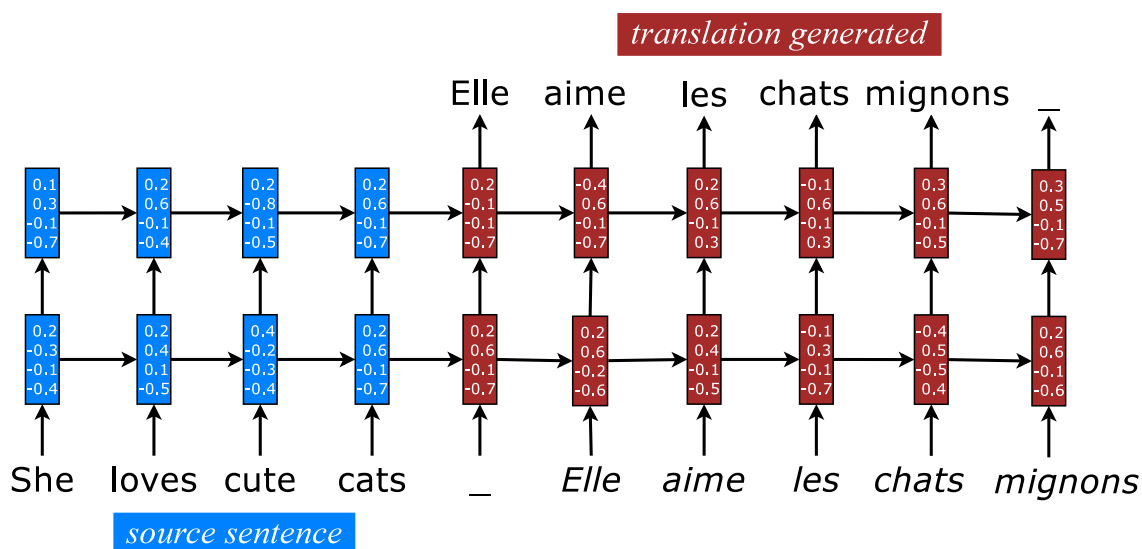 translation generated
Elle aime les chats mignons _
0.1 0.2 0.2 0.2 0.2 -0.4 0.2 -0.1 0.3 0.3
0.3 0.6 -0.8 0.6 -0.1 0.6 0.6 0.6 0.6 0.5
-0.1 -0.1 -0.1 -0.1 -0.1 -0.1 -0.1 -0.1 -0.1 -0.1
-0.7 -0.4 -0.5 -0.7 -0.7 -0.7 0.3 0.3 -0.5 -0.7
0.2 0.2 0.4 0.2 0.2 0.2 0.2 -0.1 -0.4 0.2
-0.3 0.4 -0.2 0.6 0.6 0.6 0.4 0.3 0.5 0.6
-0.1 0.1 -0.3 -0.1 -0.1 -0.2 -0.1 -0.1 -0.5 -0.1
-0.4 -0.5 -0.4 -0.7 -0.7 -0.6 -0.5 -0.7 0.4 -0.6
She loves cute cats _ Elle aime les chats mignons
source sentence